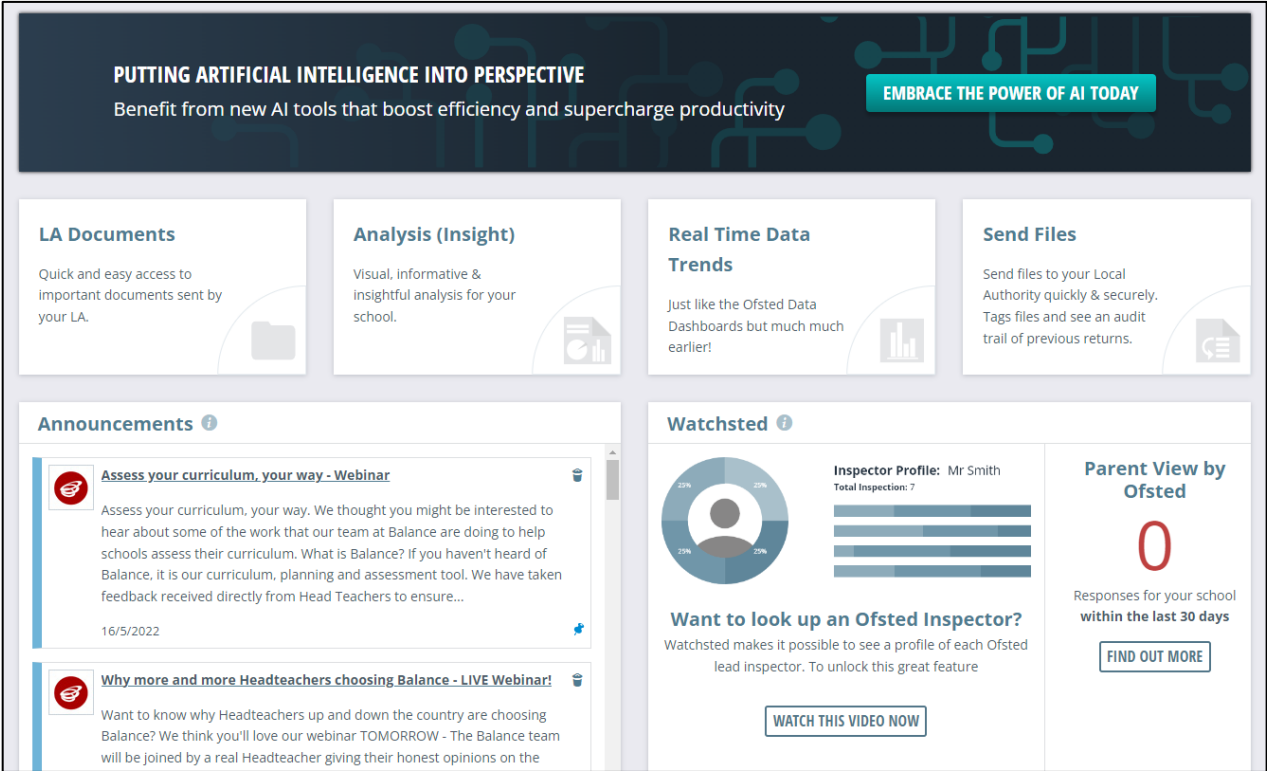 PUTTING ARTIFICIAL INTELLIGENCE INTO PERSPECTIVE
Benefit from new AI tools that boost efficiency and supercharge productivity
EMBRACE THE POWER OF AI TODAY
LA Documents
Quick and easy access to
important documents sent by
your LA.
Analysis (Insight)
Visual, informative &
insightful analysis for your
school.
Real Time Data
Trends
Just like the Ofsted Data
Dashboards but much much
earlier!
Send Files
Send files to your Local
Authority quickly & securely.
Tags files and see an audit
trail of previous returns.
Announcements
Assess your curriculum, your way - Webinar
Assess your curriculum, your way. We thought you might be interested to
hear about some of the work that our team at Balance are doing to help
schools assess their curriculum. What is Balance? If you haven't heard of
Balance, it is our curriculum, planning and assessment tool. We have taken
feedback received directly from Head Teachers to ensure...
16/5/2022
Why more and more Headteachers choosing Balance - LIVE Webinar!
Want to know why Headteachers up and down the country are choosing
Balance? We think you'll love our webinar TOMORROW - The Balance team
will be joined by a real Headteacher giving their honest opinions on the
Watchsted
23%
25%
25%
25%
Inspector Profile: Mr Smith
Total Inspection: 7
Want to look up an Ofsted Inspector?
Watchsted makes it possible to see a profile of each Ofsted
lead inspector. To unlock this great feature
WATCH THIS VIDEO NOW
Parent View by
Ofsted
0
Responses for your school
within the last 30 days
FIND OUT MORE